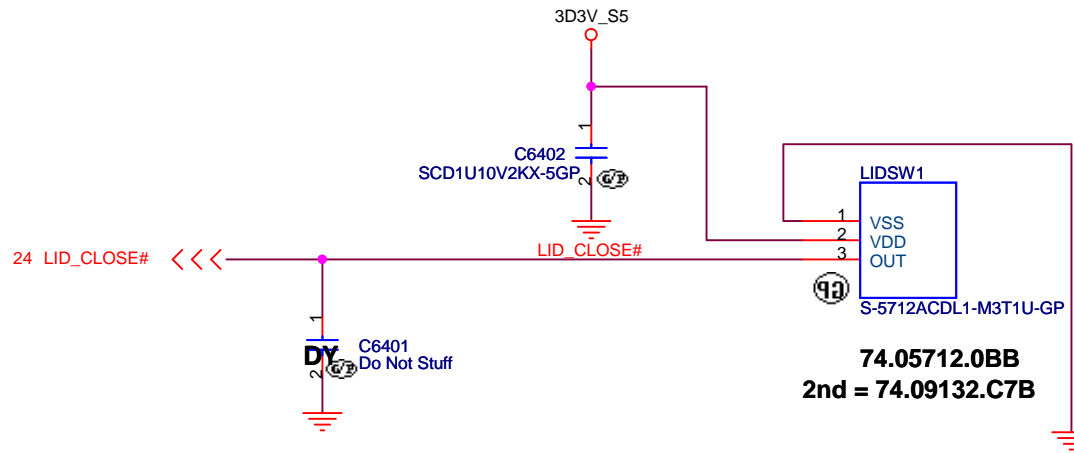 3D3V_S5
1
C6402
SCD1U10V2KX-5GP
2
G/P
LIDSW1
1
VSS
2
VDD
3
OUT
GP
S-5712ACDL1-M3T1U-GP
24 LID_CLOSE#
LID_CLOSE#
1
C6401
DY
Do Not Stuff
2
G/P
74.05712.0BB
2nd = 74.09132.C7B